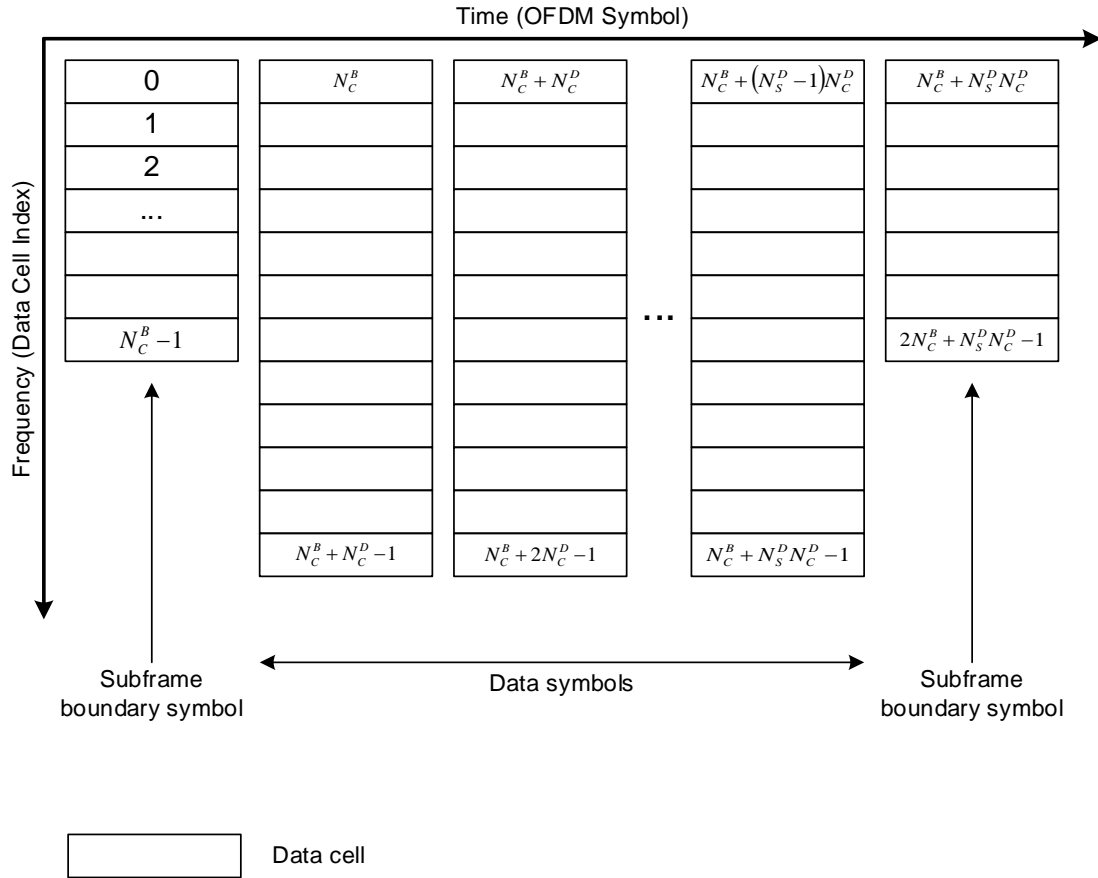 Time (OFDM Symbol)
Frequency (Data Cell Index)
0
1
2
...
$N_C^B - 1$
$N_C^B$
$N_C^B + N_C^D - 1$
$N_C^B + N_C^D$
$N_C^B + 2N_C^D - 1$
...
$N_C^B + (N_S^D - 1)N_C^D$
$N_C^B + N_S^D N_C^D - 1$
$N_C^B + N_S^D N_C^D$
$2N_C^B + N_S^D N_C^D - 1$
Subframe
boundary symbol
Data symbols
Subframe
boundary symbol
Data cell